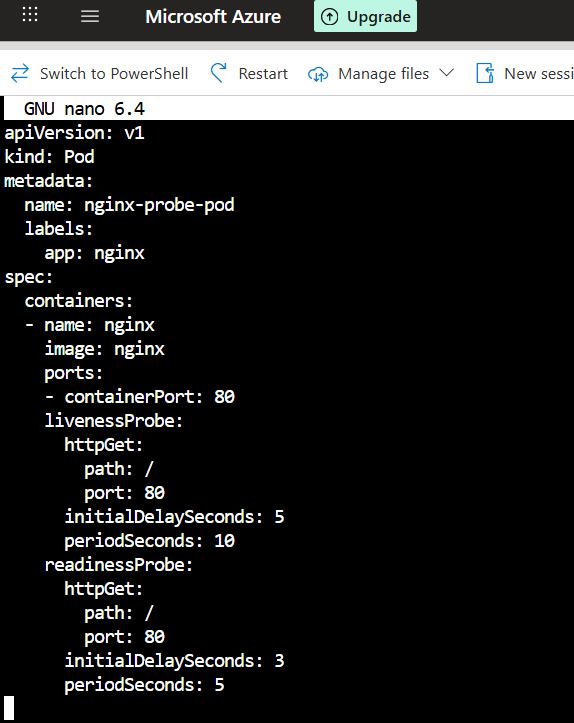 Microsoft Azure Upgrade
Switch to PowerShell Restart Manage files New sessi
GNU nano 6.4
apiVersion: v1
kind: Pod
metadata:
  name: nginx-probe-pod
  labels:
    app: nginx
spec:
  containers:
  - name: nginx
    image: nginx
    ports:
    - containerPort: 80
    livenessProbe:
      httpGet:
        path: /
        port: 80
      initialDelaySeconds: 5
      periodSeconds: 10
    readinessProbe:
      httpGet:
        path: /
        port: 80
      initialDelaySeconds: 3
      periodSeconds: 5